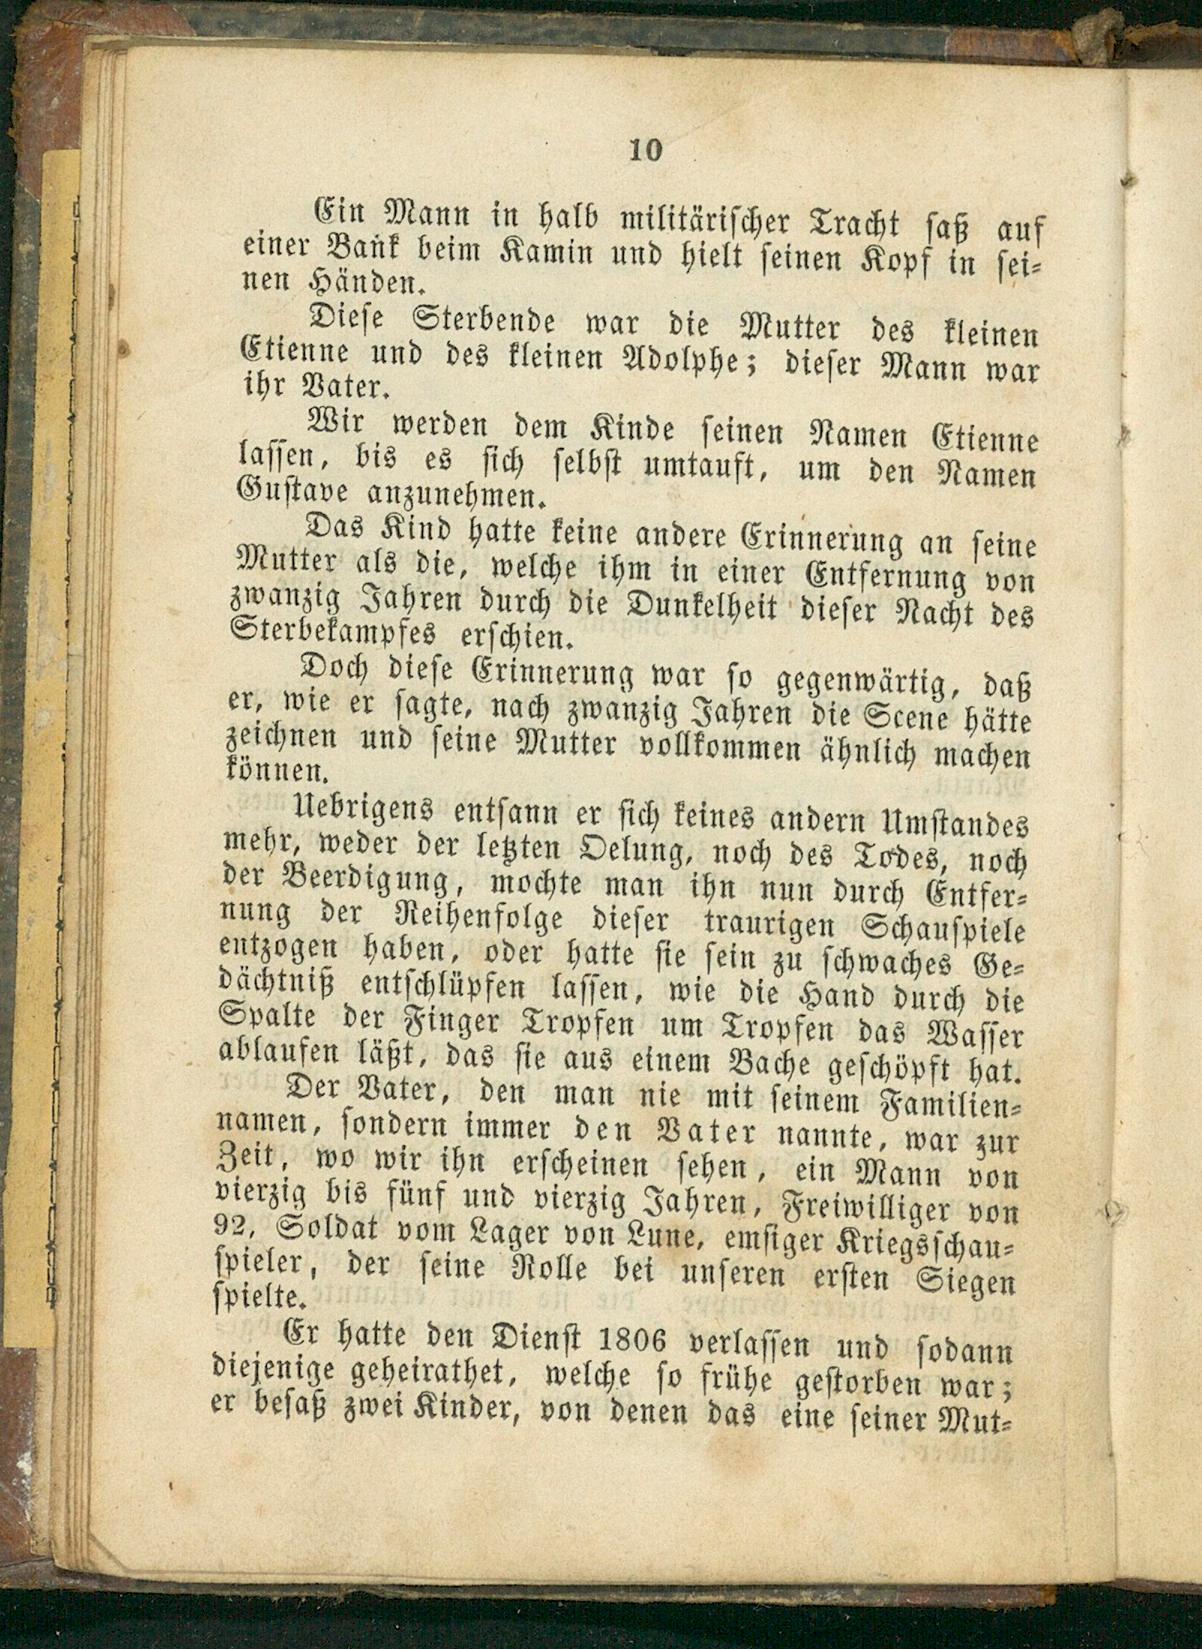 10
Ein Mann in halb militärischer Tracht saß auf
einer Bank beim Kamin und hielt seinen Kopf in sei-
nen Händen.
Diese Sterbende war die Mutter des kleinen
Etienne und des kleinen Adolphe; dieser Mann war
ihr Vater.
Wir werden dem Kinde seinen Namen Etienne
lassen, bis es sich selbst umtauft, um den Namen
Gustave anzunehmen.
Das Kind hatte keine andere Erinnerung an seine
Mutter als die, welche ihm in einer Entfernung von
zwanzig Jahren durch die Dunkelheit dieser Nacht des
Sterbekampfes erschien.
Doch diese Erinnerung war so gegenwärtig, daß
er, wie er sagte, nach zwanzig Jahren die Scene hätte
zeichnen und seine Mutter vollkommen ähnlich machen
können.
Uebrigens entsann er sich keines andern Umstandes
mehr, weder der letzten Oelung, noch des Todes, noch
der Beerdigung, mochte man ihn nun durch Entfer-
nung der Reihenfolge dieser traurigen Schauspiele
entzogen haben, oder hatte sie sein zu schwaches Ge-
dächtniß entschlüpfen lassen, wie die Hand durch die
Spalte der Finger Tropfen um Tropfen das Wasser
ablaufen läßt, das sie aus einem Bache geschöpft hat.
Der Vater, den man nie mit seinem Familien-
namen, sondern immer den Vater nannte, war zur
Zeit, wo wir ihn erscheinen sehen, ein Mann von
vierzig bis fünf und vierzig Jahren, Freiwilliger von
92, Soldat vom Lager von Lune, emsiger Kriegsschau-
spieler, der seine Rolle bei unseren ersten Siegen
spielte.
Er hatte den Dienst 1806 verlassen und sodann
diejenige geheirathet, welche so frühe gestorben war;
er besaß zwei Kinder, von denen das eine seiner Mut-